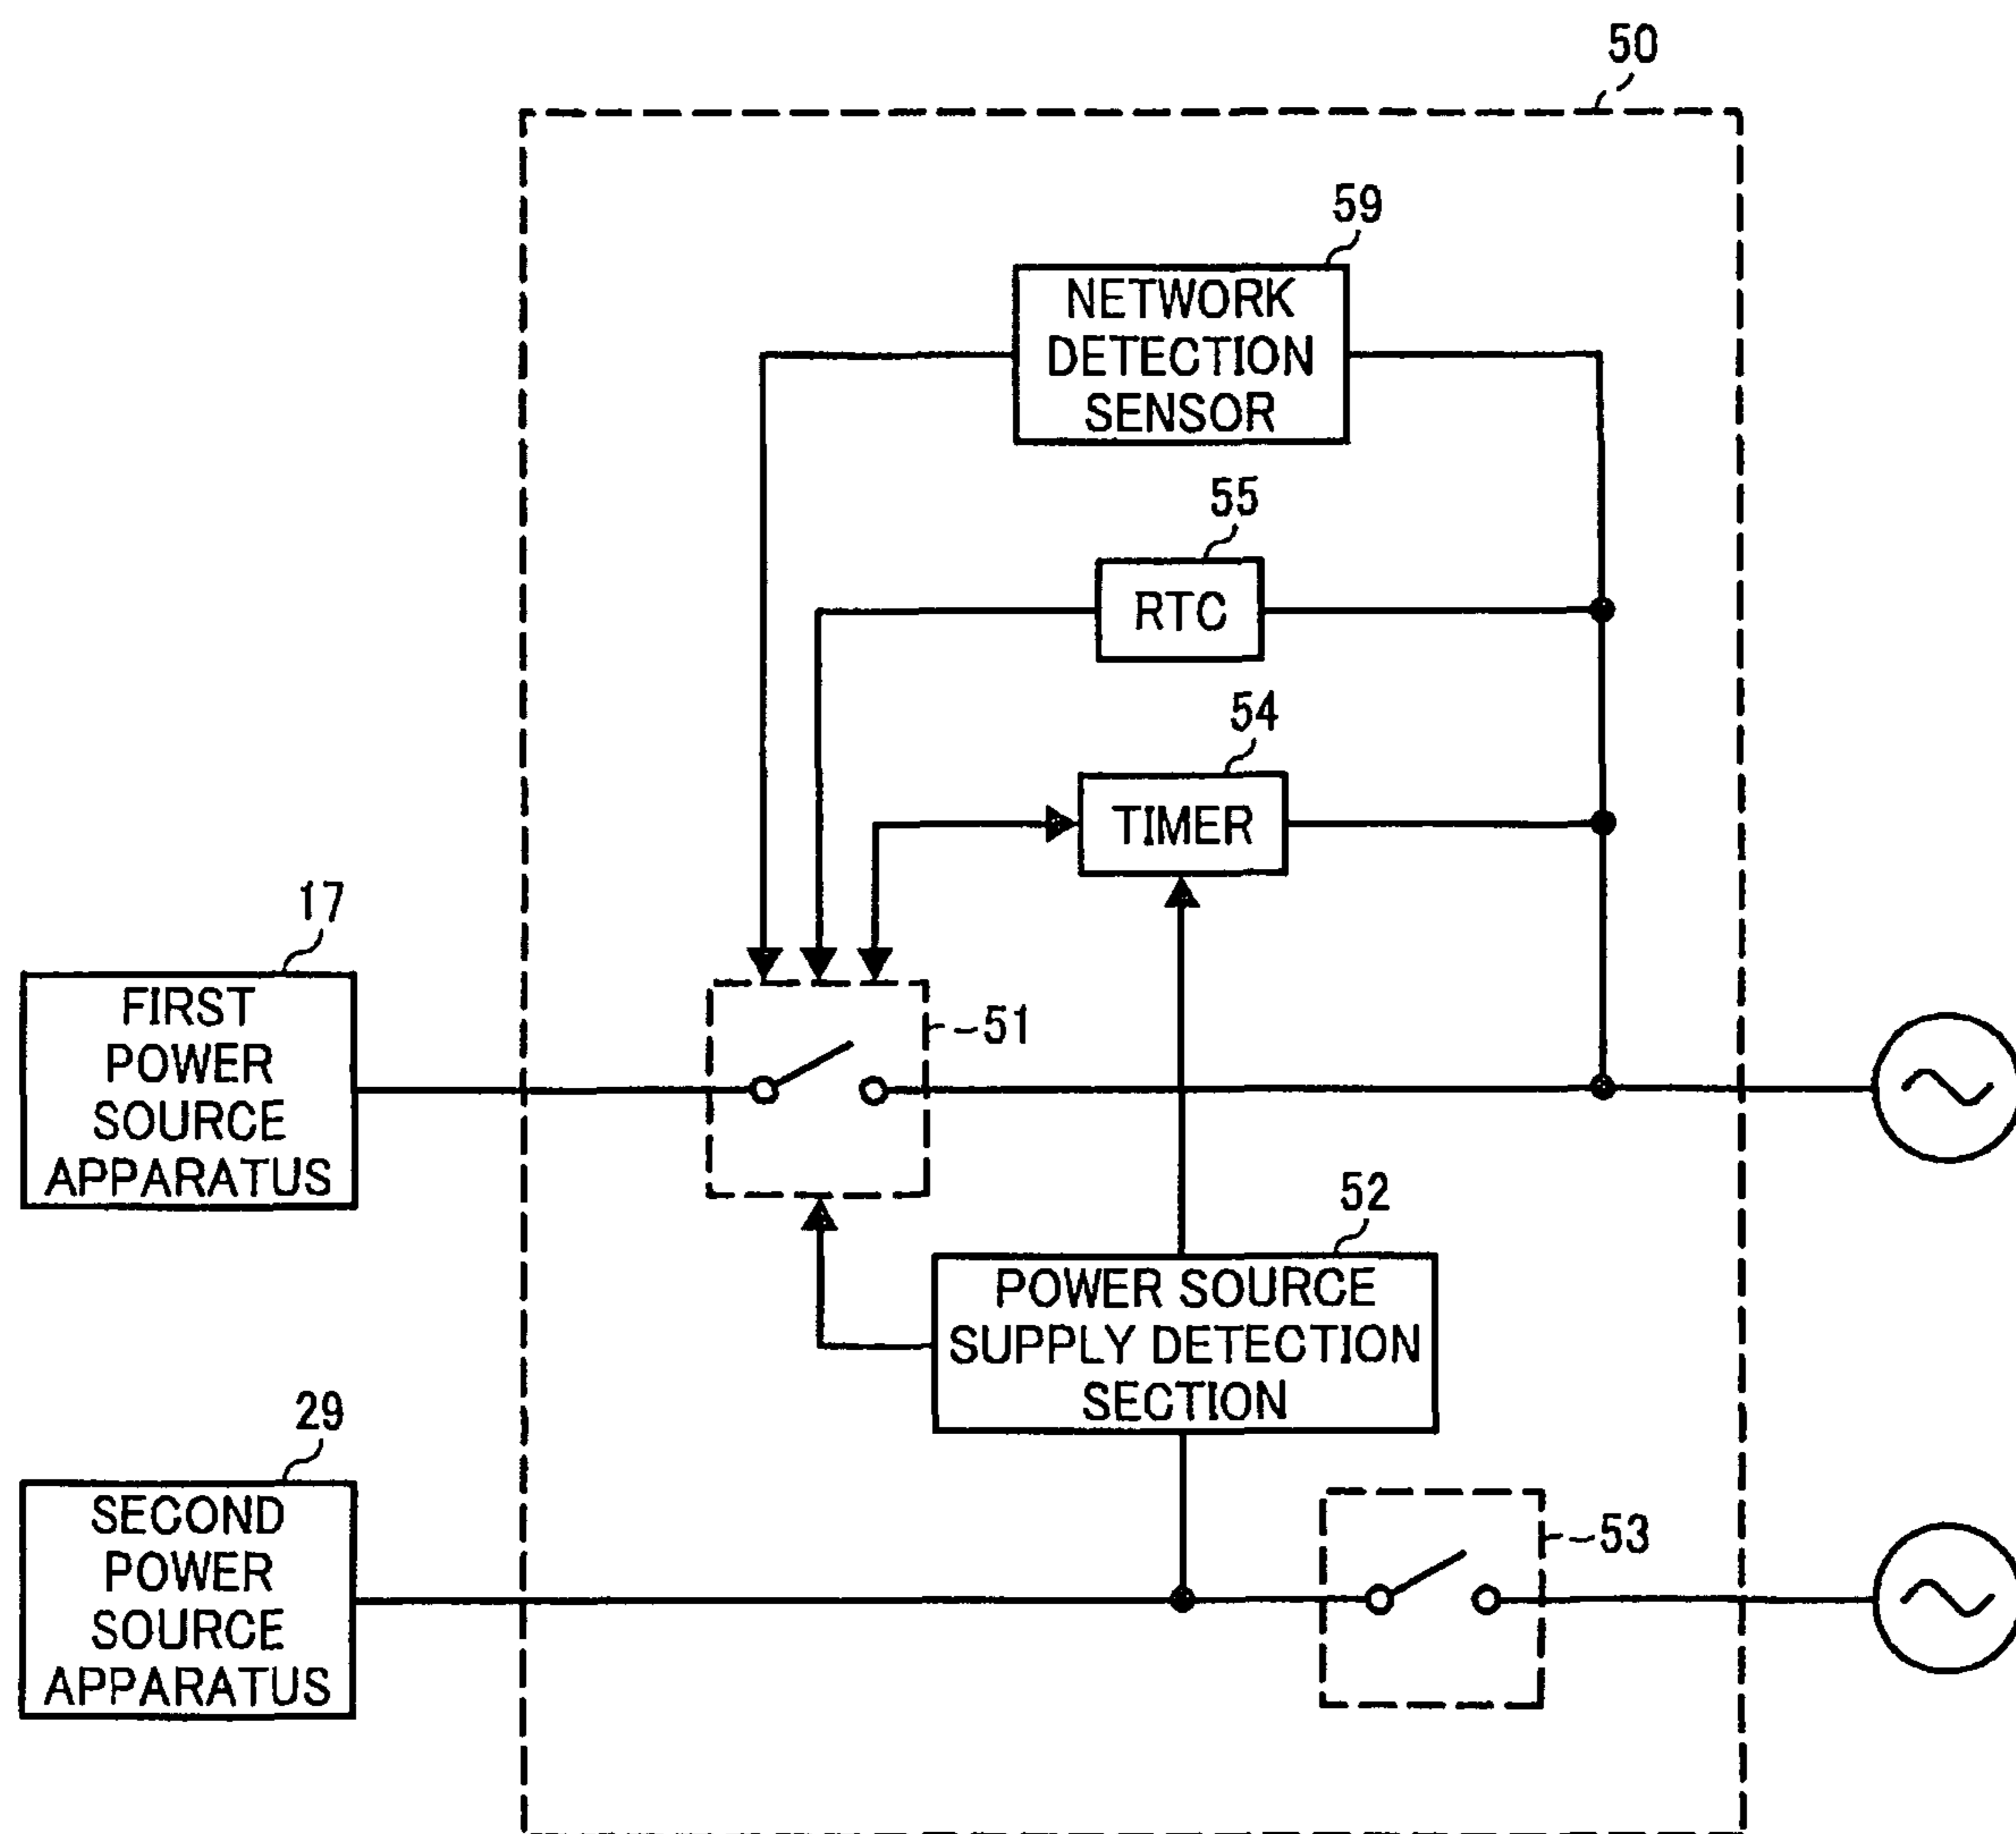 50
59
NETWORK
DETECTION
SENSOR
55
RTC
54
TIMER
17
FIRST
POWER
SOURCE
APPARATUS
51
52
POWER SOURCE
SUPPLY DETECTION
SECTION
29
SECOND
POWER
SOURCE
APPARATUS
53